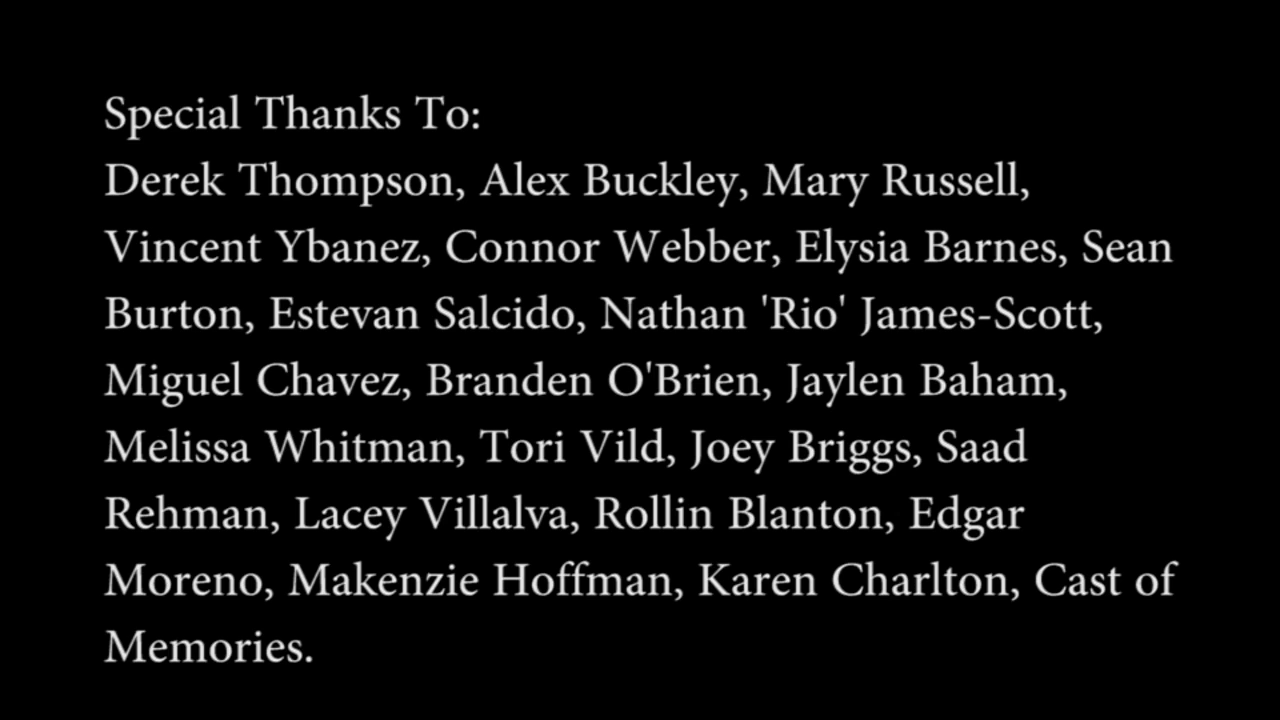 Special Thanks To:
Derek Thompson, Alex Buckley, Mary Russell,
Vincent Ybanez, Connor Webber, Elysia Barnes, Sean
Burton, Estevan Salcido, Nathan 'Rio' James-Scott,
Miguel Chavez, Branden O'Brien, Jaylen Baham,
Melissa Whitman, Tori Vild, Joey Briggs, Saad
Rehman, Lacey Villalva, Rollin Blanton, Edgar
Moreno, Makenzie Hoffman, Karen Charlton, Cast of
Memories.